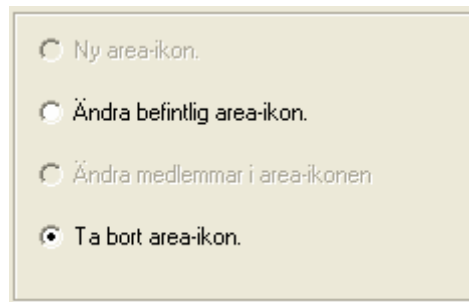 Ny area-ikon.
Ändra befintlig area-ikon.
Ändra medlemmar i area-ikonen
Ta bort area-ikon.